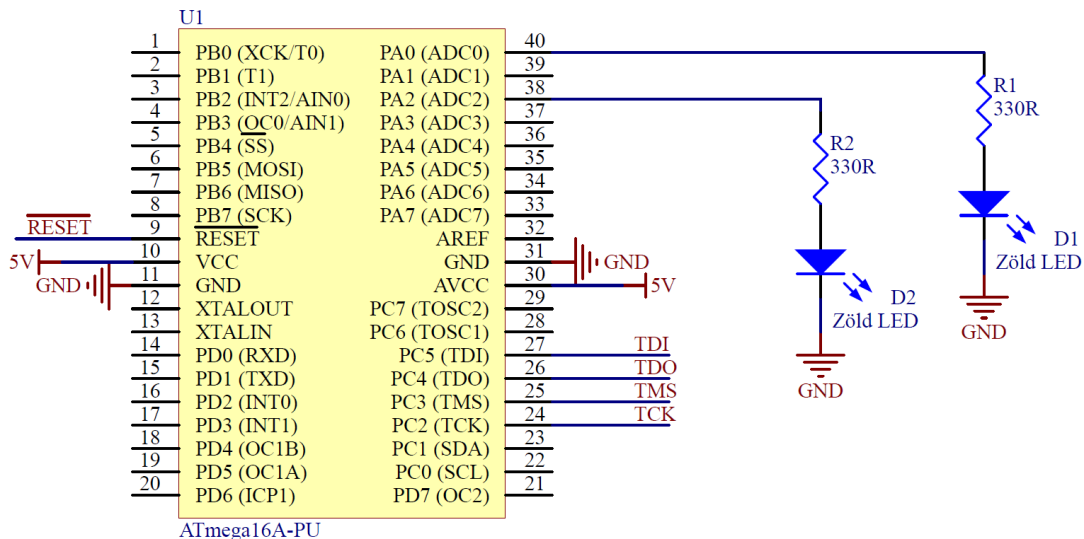 U1
1 PB0 (XCK/T0) PA0 (ADC0) 40
2 PB1 (T1) PA1 (ADC1) 39
3 PB2 (INT2/AIN0) PA2 (ADC2) 38
4 PB3 (OC0/AIN1) PA3 (ADC3) 37
5 PB4 (SS) PA4 (ADC4) 36
6 PB5 (MOSI) PA5 (ADC5) 35
7 PB6 (MISO) PA6 (ADC6) 34
8 PB7 (SCK) PA7 (ADC7) 33
RESET 9 RESET AREF 32
5V 10 VCC GND 31 GND
GND 11 GND AVCC 30 5V
12 XTALOUT PC7 (TOSC2) 29
13 XTALIN PC6 (TOSC1) 28
14 PD0 (RXD) PC5 (TDI) 27 TDI
15 PD1 (TXD) PC4 (TDO) 26 TDO
16 PD2 (INT0) PC3 (TMS) 25 TMS
17 PD3 (INT1) PC2 (TCK) 24 TCK
18 PD4 (OC1B) PC1 (SDA) 23
19 PD5 (OC1A) PC0 (SCL) 22
20 PD6 (ICP1) PD7 (OC2) 21
ATmega16A-PU
R1
330R
R2
330R
D1
Zöld LED
GND
D2
Zöld LED
GND